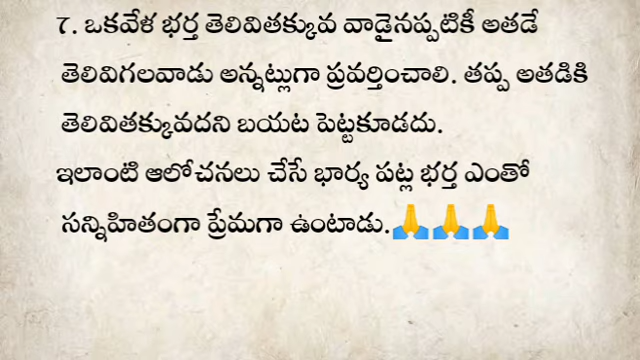 7. ఒకవేళ భర్త తెలివితక్కువ వాడైనప్పటికీ అతడే
తెలివిగలవాడు అన్నట్లుగా ప్రవర్తించాలి. తప్ప అతడికి
తెలివితక్కువదని బయట పెట్టకూడదు.
ఇలాంటి ఆలోచనలు చేసే భార్య పట్ల భర్త ఎంతో
సన్నిహితంగా ప్రేమగా ఉంటాడు.🙏🙏🙏